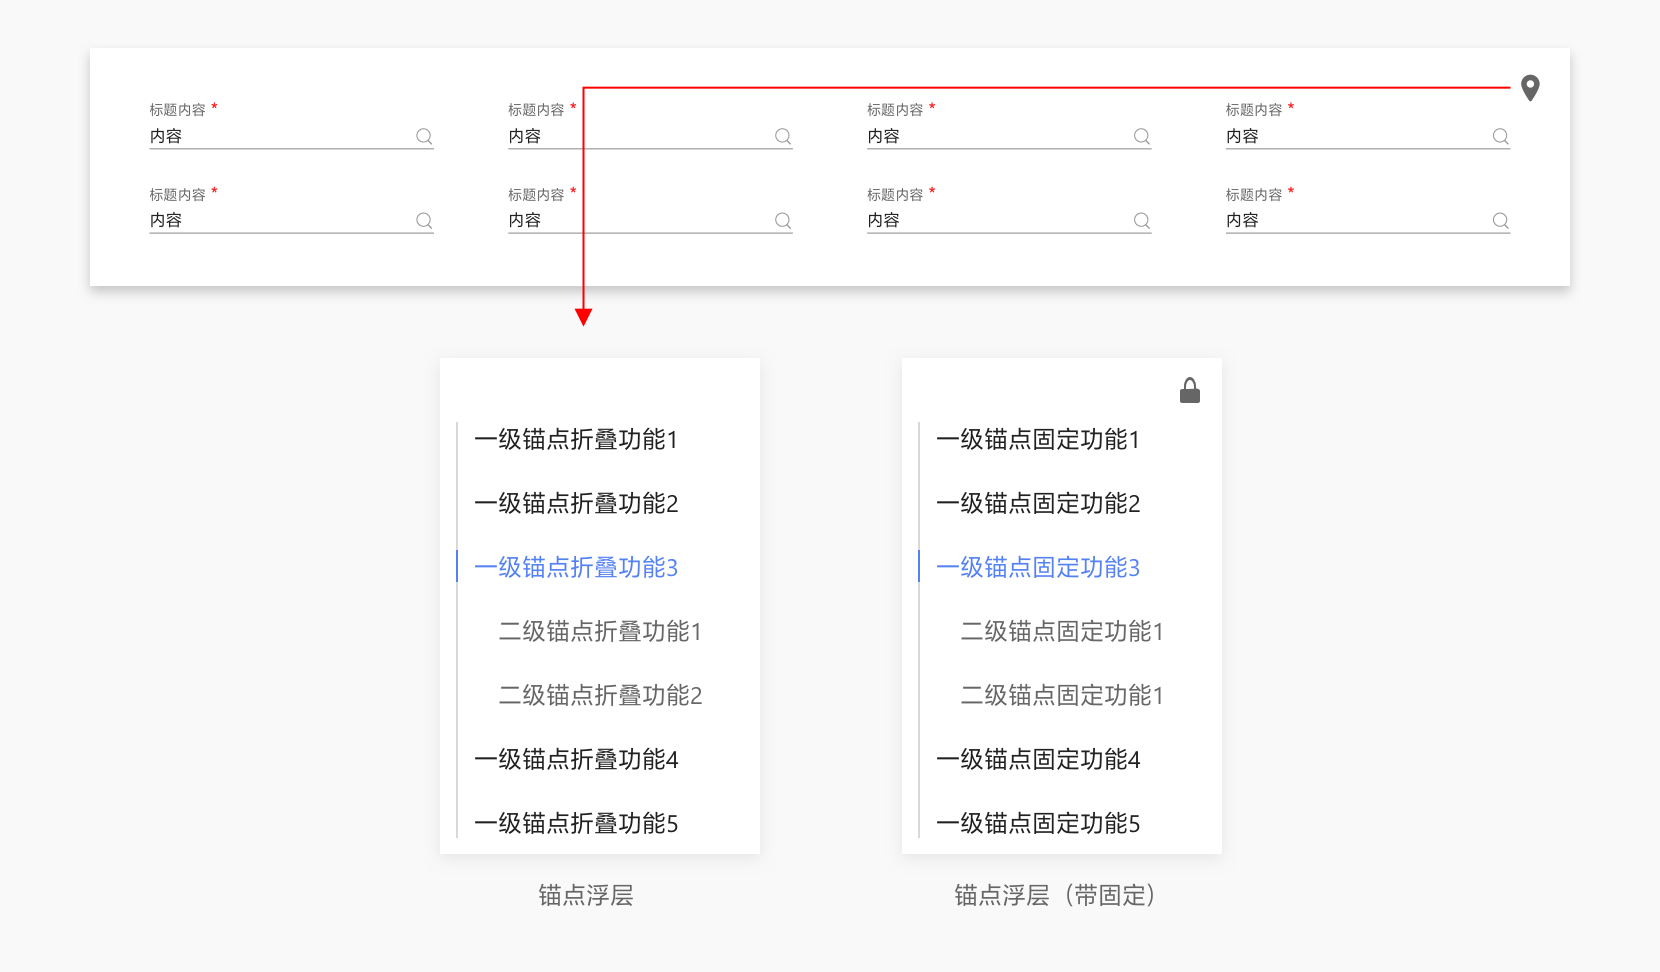 标题内容 * 标题内容 * 标题内容 * 标题内容 *
内容 内容 内容 内容
标题内容 * 标题内容 * 标题内容 * 标题内容 *
内容 内容 内容 内容
一级锚点折叠功能1
一级锚点折叠功能2
一级锚点折叠功能3
二级锚点折叠功能1
二级锚点折叠功能2
一级锚点折叠功能4
一级锚点折叠功能5
锚点浮层
一级锚点固定功能1
一级锚点固定功能2
一级锚点固定功能3
二级锚点固定功能1
二级锚点固定功能1
一级锚点固定功能4
一级锚点固定功能5
锚点浮层（带固定）